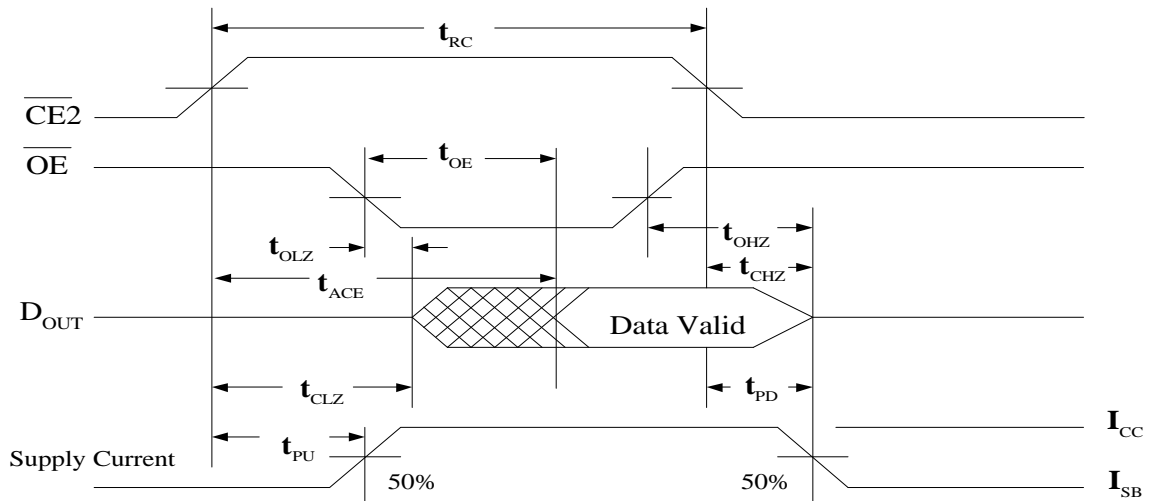 tRC
CE2
OE
tOE
tOLZ
tOHZ
tCHZ
tACE
DOUT
Data Valid
tCLZ
tPD
ICC
tPU
Supply Current
50%
50%
ISB